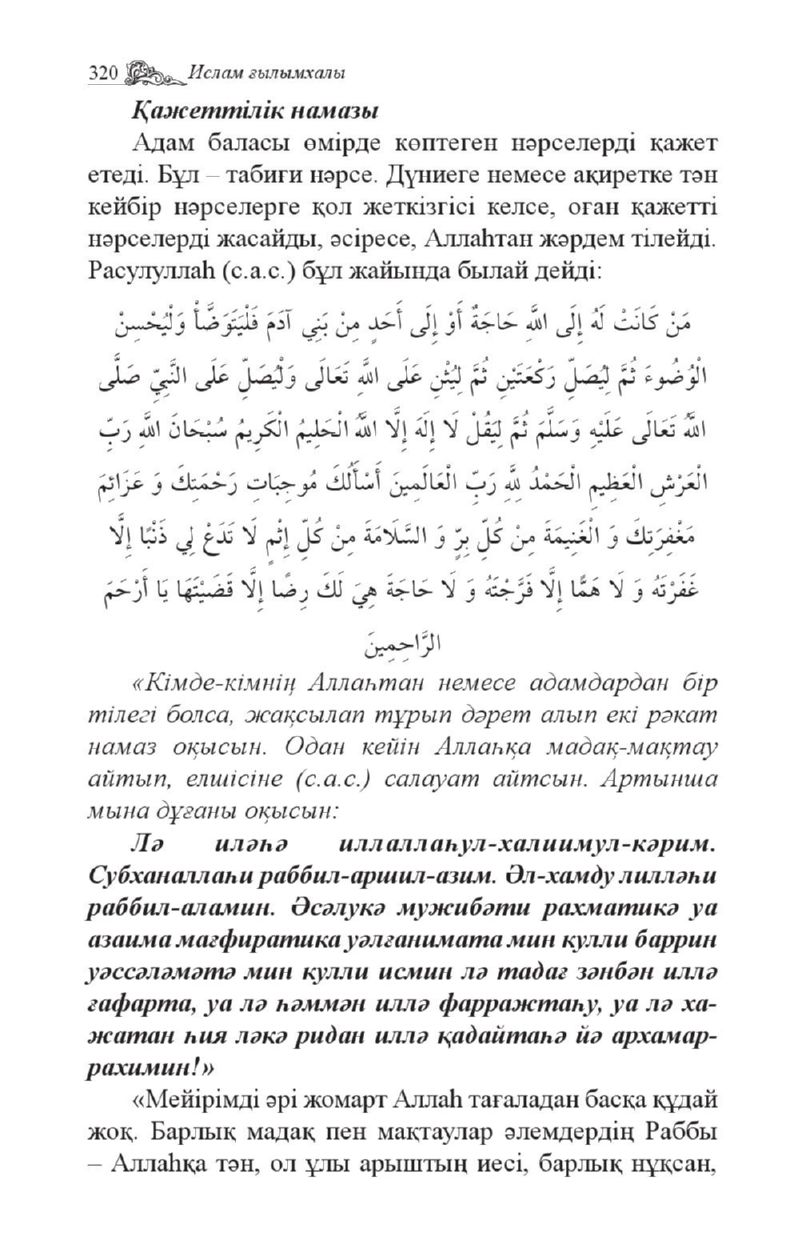 320 Ислам ғылымхалы
Қажеттілік намазы
Адам баласы өмірде көптеген нәрселерді қажет
етеді. Бұл – табиғи нәрсе. Дүниеге немесе ақиретке тән
кейбір нәрселерге қол жеткізгісі келсе, оған қажетті
нәрселерді жасайды, әсіресе, Аллаһтан жәрдем тілейді.
Расулуллаһ (с.а.с.) бұл жайында былай дейді:
مَنْ كَانَتْ لَهُ إِلَى اللهِ حَاجَةٌ أَوْ إِلَى أَحَدٍ مِنْ بَنِي آدَمَ فَلْيَتَوَضَّأْ وَلْيُحْسِنْ
الْوُضُوءَ ثُمَّ لِيُصَلِّ رَكْعَتَيْنِ ثُمَّ لِيُثْنِ عَلَى اللهِ تَعَالَى وَلْيُصَلِّ عَلَى النَّبِيِّ صَلَّى
اللهُ تَعَالَى عَلَيْهِ وَسَلَّمَ ثُمَّ لِيَقُلْ لَا إِلَهَ إِلَّا اللهُ الْحَلِيمُ الْكَرِيمُ سُبْحَانَ اللهِ رَبِّ
الْعَرْشِ الْعَظِيمِ الْحَمْدُ لِلهِ رَبِّ الْعَالَمِينَ أَسْأَلُكَ مُوجِبَاتِ رَحْمَتِكَ وَ عَزَائِمَ
مَغْفِرَتِكَ وَ الْغَنِيمَةَ مِنْ كُلِّ بِرٍّ وَ السَّلَامَةَ مِنْ كُلِّ إِثْمٍ لَا تَدَعْ لِي ذَنْبًا إِلَّا
غَفَرْتَهُ وَ لَا هَمًّا إِلَّا فَرَّجْتَهُ وَ لَا حَاجَةً هِيَ لَكَ رِضًا إِلَّا قَضَيْتَهَا يَا أَرْحَمَ
الرَّاحِمِينَ
«Кімде-кімнің Аллаһтан немесе адамдардан бір
тілегі болса, жақсылап тұрып дәрет алып екі рәкат
намаз оқысын. Одан кейін Аллаһқа мадақ-мақтау
айтып, елшісіне (с.а.с.) салауат айтсын. Артынша
мына дұғаны оқысын:
Лә иләһә иллаллаһул-халиимул-кәрим.
Субханаллаһи раббил-аршил-азим. Әл-хамду лилләһи
раббил-аламин. Әсәлукә мужибәти рахматикә уа
азаима мағфиратика уәлғанимата мин кулли баррин
уәссәләмәтә мин кулли исмин лә тадағ зәнбән иллә
ғафарта, уа лә һәммән иллә фарражтаһу, уа лә ха-
жатан һия ләкә ридан иллә қадайтаһә йә архамар-
рахимин!»
«Мейірімді әрі жомарт Аллаһ тағаладан басқа құдай
жоқ. Барлық мадақ пен мақтаулар әлемдердің Раббы
– Аллаһқа тән, ол ұлы арыштың иесі, барлық нұқсан,